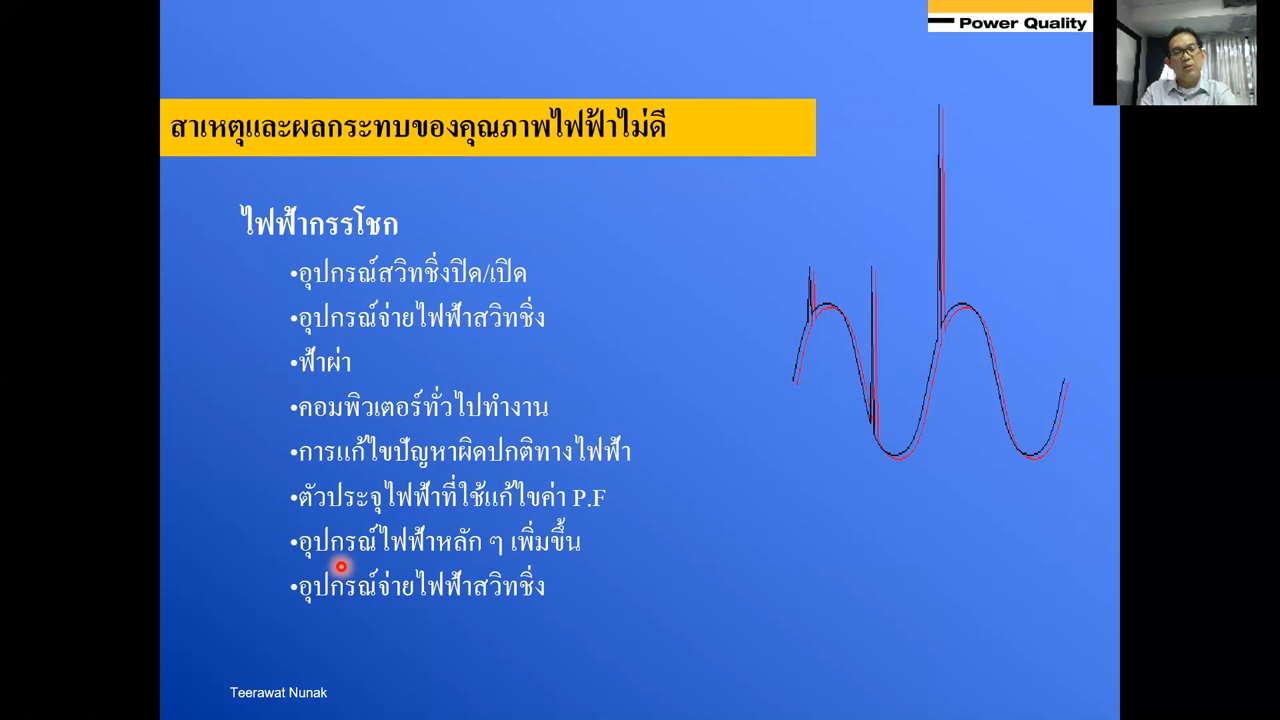 Power Quality
สาเหตุและผลกระทบของคุณภาพไฟฟ้าไม่ดี
ไฟฟ้ากรรโชก
•อุปกรณ์สวิทชิ่งปิด/เปิด
•อุปกรณ์จ่ายไฟฟ้าสวิทชิ่ง
•ฟ้าผ่า
•คอมพิวเตอร์ทั่วไปทำงาน
•การแก้ไขปัญหาผิดปกติทางไฟฟ้า
•ตัวประจุไฟฟ้าที่ใช้แก้ไขค่า P.F
•อุปกรณ์ไฟฟ้าหลัก ๆ เพิ่มขึ้น
•อุปกรณ์จ่ายไฟฟ้าสวิทชิ่ง
Teerawat Nunak